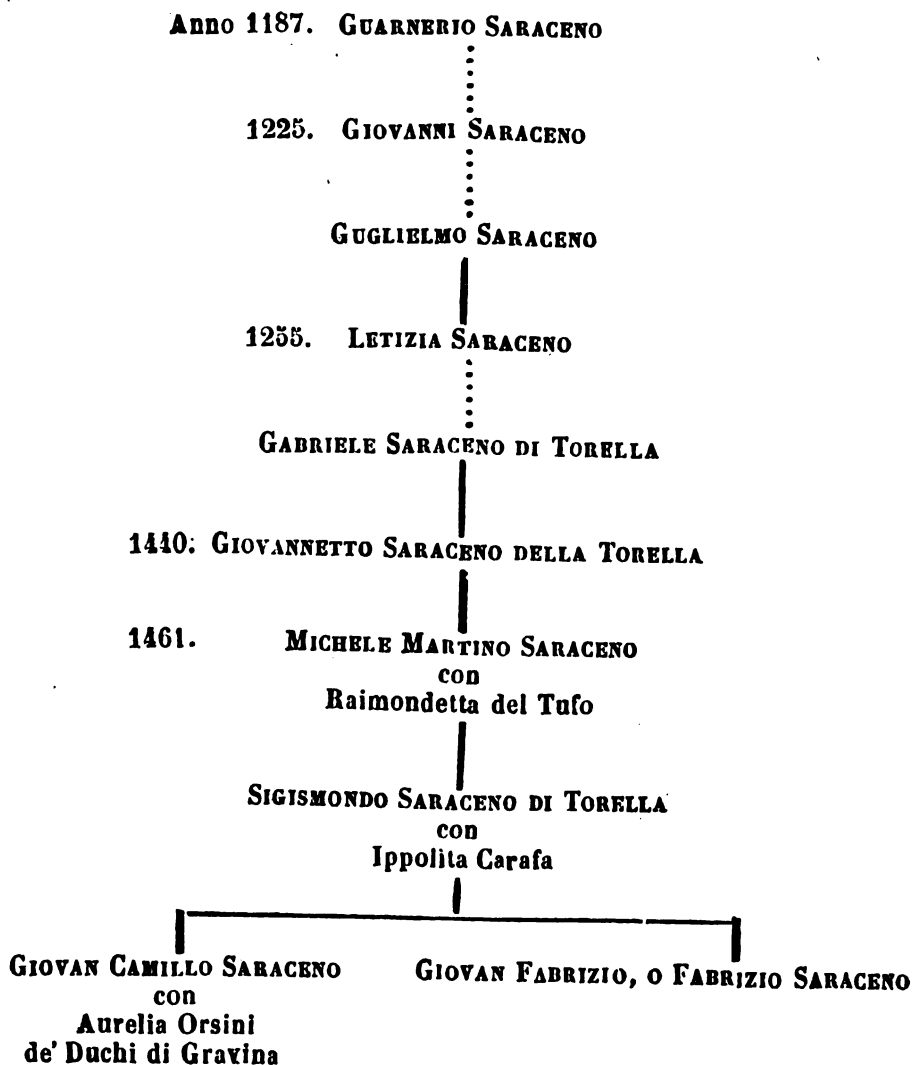 Anno 1187. GUARNERIO SARACENO
1225. GIOVANNI SARACENO
GUGLIELMO SARACENO
1255. LETIZIA SARACENO
GABRIELE SARACENO DI TORELLA
1440. GIOVANNETTO SARACENO DELLA TORELLA
1461. MICHELE MARTINO SARACENO
con
Raimondetta del Tufo
SIGISMONDO SARACENO DI TORELLA
con
Ippolita Carafa
GIOVAN CAMILLO SARACENO
con
Aurelia Orsini
de' Duchi di Gravina
GIOVAN FABRIZIO, O FABRIZIO SARACENO